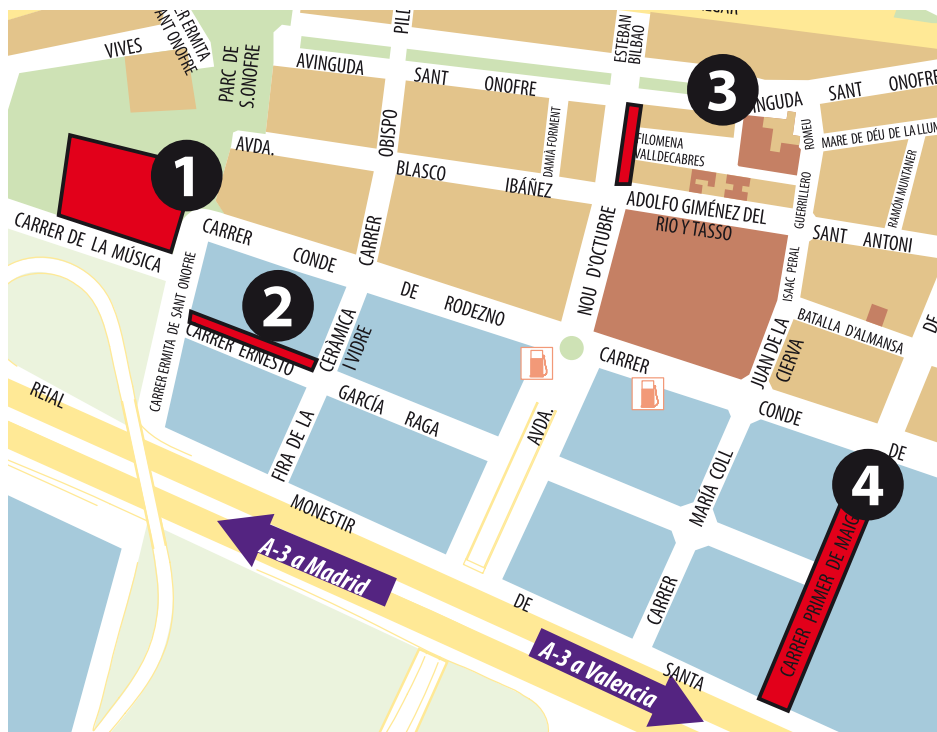 VIVES
ER ERMITA
ANT ONOFRE
PARC DE
S.ONOFRE
AVINGUDA
SANT
ONOFRE
PILL
OBISPO
CARRER
ESTEBAN
BILBAO
3
INGUDA
SANT
ONOFRE
DAMIÀ FORMENT
FILOMENA
VALLDECABRES
ROMEU
GUERRILLERO
MARE DE DÉU DE LA LLUM
RAMÓN MUNTANER
1
AVDA.
BLASCO
IBÁÑEZ
ADOLFO GIMÉNEZ DEL
RIO Y TASSO
SANT
ANTONI
CARRER DE LA MÚSICA
CARRER
CONDE
DE
RODEZNO
NOU D'OCTUBRE
ISAAC PERAL
CARRER ERMITA DE SANT ONOFRE
2
CARRER ERNESTO
CERÀMICA
I VIDRE
FIRA DE LA
GARCÍA
RAGA
AVDA.
CARRER
JUAN DE LA
CIERVA
BATALLA D'ALMANSA
DE
CONDE
DE
REIAL
MONESTIR
DE
SANTA
MARÍA COLL
CARRER
4
CARRER PRIMER DE MAIG
A-3 a Madrid
A-3 a Valencia